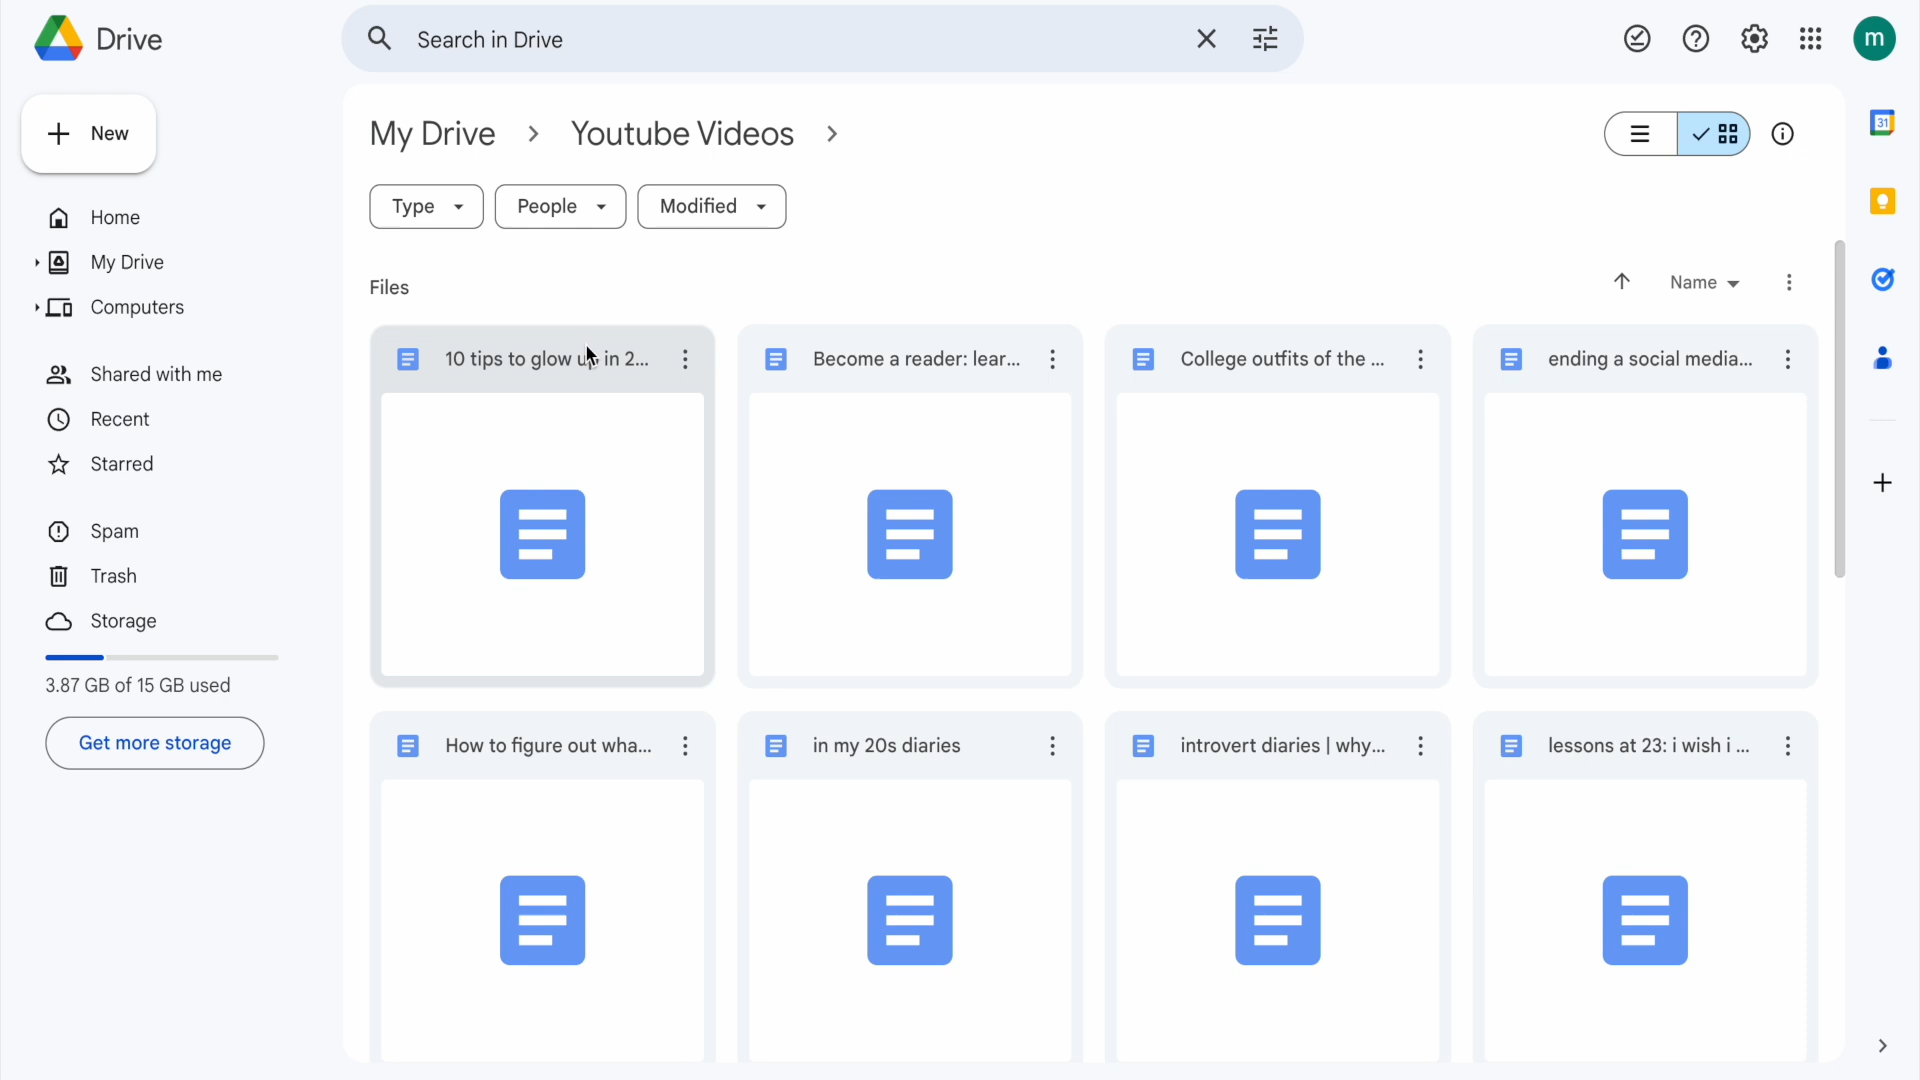 Drive
Search in Drive
m
New
My Drive
Youtube Videos
31
Type
People
Modified
Home
My Drive
Computers
Files
Name
Shared with me
Recent
Starred
Spam
Trash
Storage
3.87 GB of 15 GB used
Get more storage
10 tips to glow up in 2...
Become a reader: lear...
College outfits of the ...
ending a social media...
How to figure out wha...
in my 20s diaries
introvert diaries | why...
lessons at 23: i wish i ...